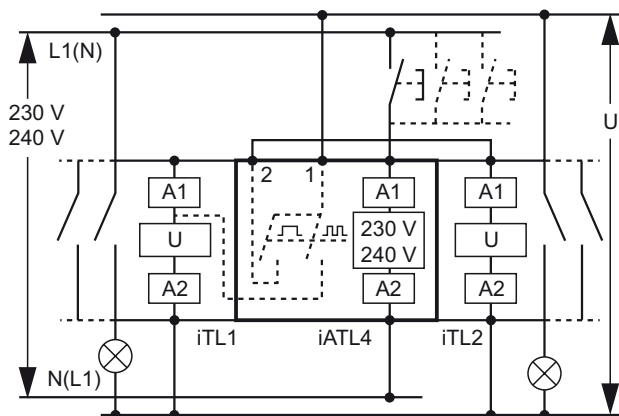 L1(N)
230 V
240 V
U
2
1
A1
A1
A1
U
230 V
240 V
U
A2
A2
A2
iTL1
iATL4
iTL2
N(L1)